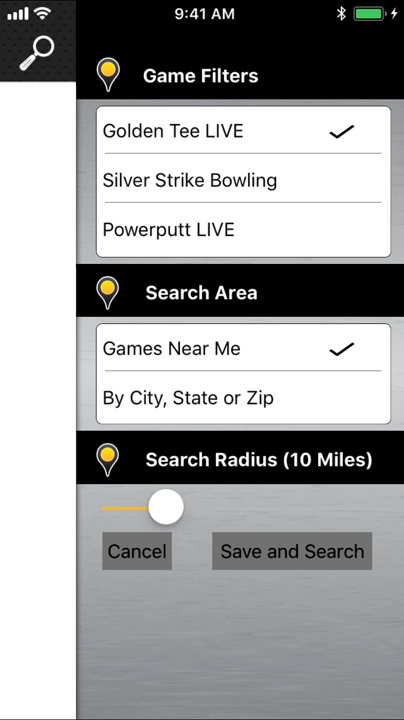 9:41 AM
Game Filters
Golden Tee LIVE
Silver Strike Bowling
Powerputt LIVE
Search Area
Games Near Me
By City, State or Zip
Search Radius (10 Miles)
Cancel
Save and Search